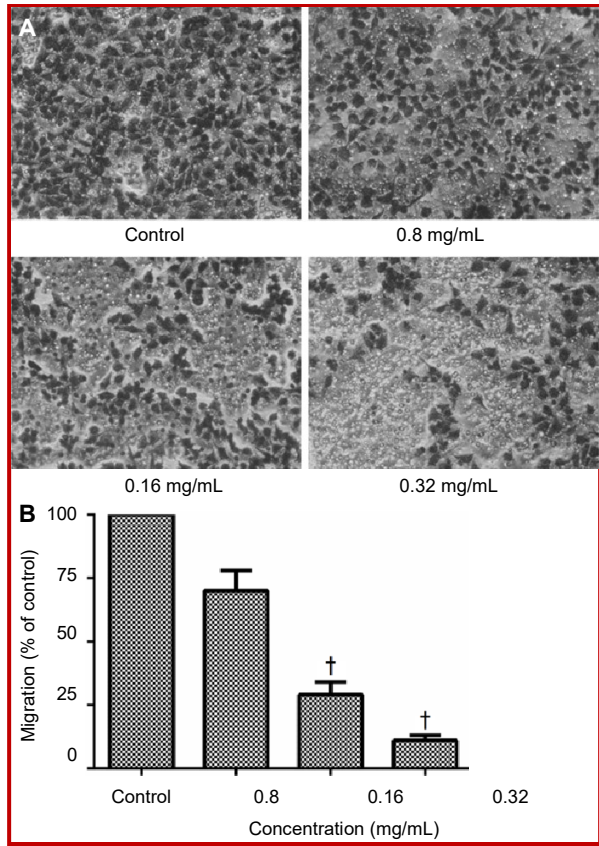 A
Control
0.8 mg/mL
0.16 mg/mL
0.32 mg/mL
B
Migration (% of control)
100
75
50
25
0
†
†
Control 0.8 0.16 0.32
Concentration (mg/mL)